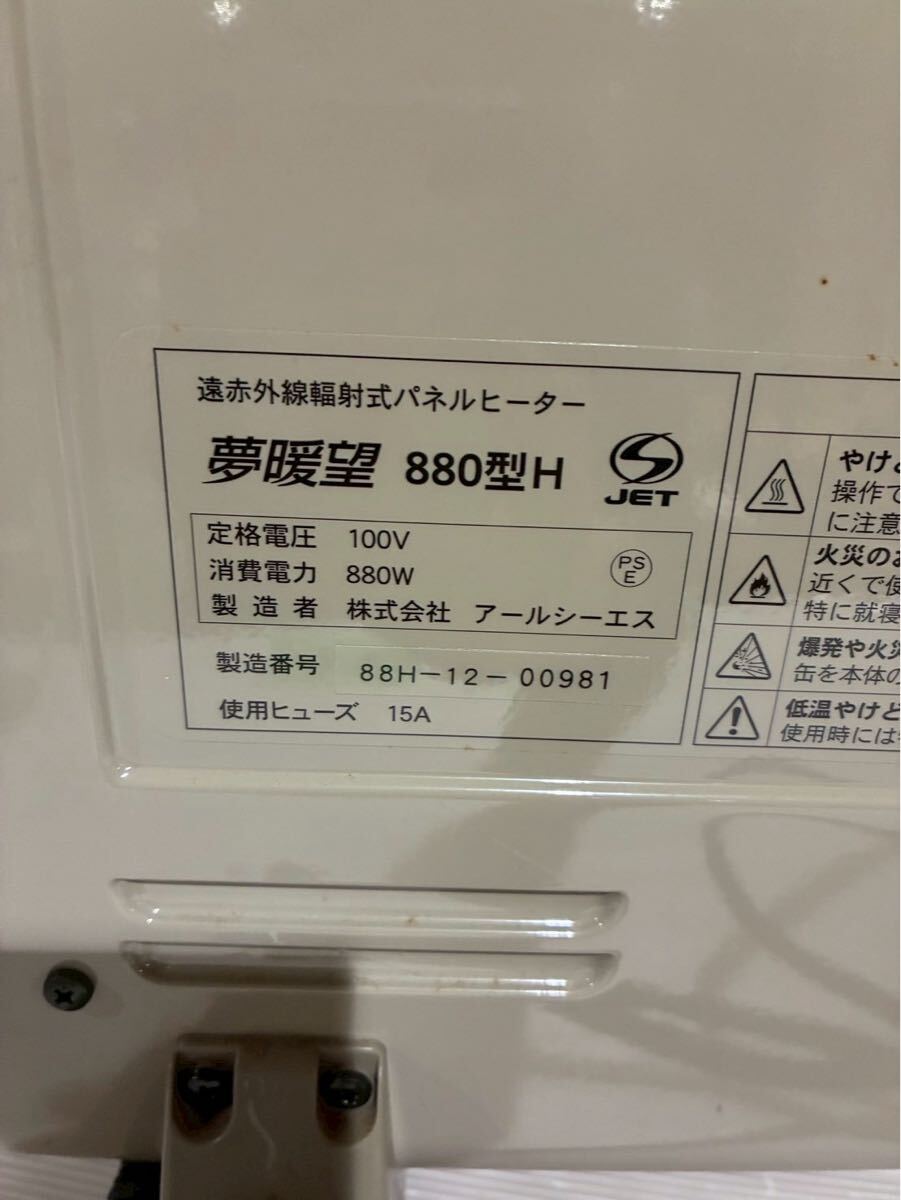 遠赤外線輻射式パネルヒーター
夢暖望 880型H
JET
定格電圧 100V
消費電力 880W
PS
E
製造者 株式会社 アールシーエス
製造番号 88H-12-00981
使用ヒューズ 15A
やけど
操作で
に注意
火災のお
近くで使
特に就寝
爆発や火災
缶を本体の
低温やけど
使用時には